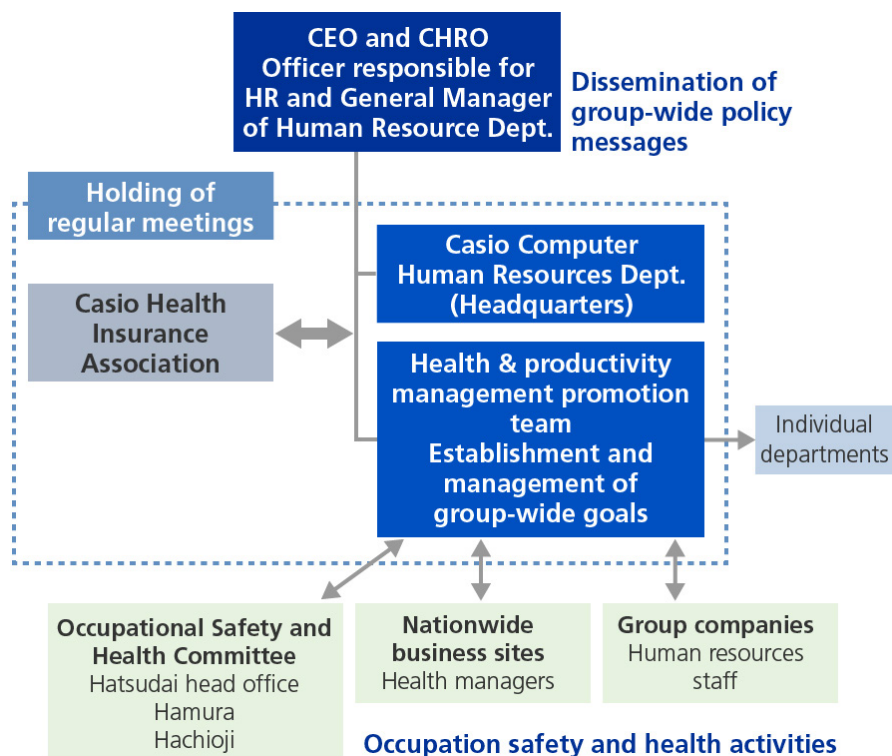 CEO and CHRO
Officer responsible for
HR and General Manager
of Human Resource Dept.
Dissemination of
group-wide policy
messages
Holding of
regular meetings
Casio Computer
Human Resources Dept.
(Headquarters)
Casio Health
Insurance
Association
Health & productivity
management promotion
team
Establishment and
management of
group-wide goals
Individual
departments
Occupational Safety and
Health Committee
Hatsudai head office
Hamura
Hachioji
Nationwide
business sites
Health managers
Group companies
Human resources
staff
Occupation safety and health activities